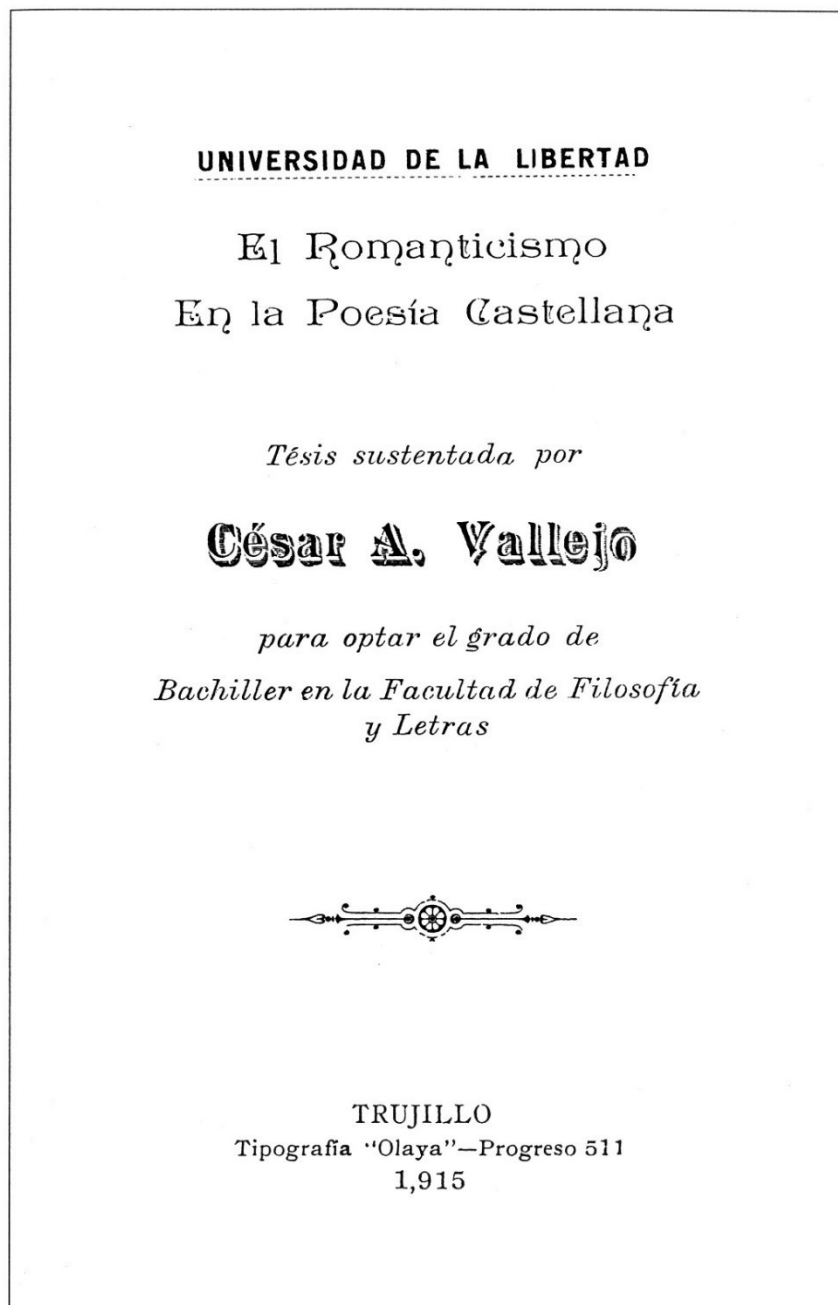 UNIVERSIDAD DE LA LIBERTAD
El Romanticismo
En la Poesía Castellana
Tésis sustentada por
César A. Vallejo
para optar el grado de
Bachiller en la Facultad de Filosofía
y Letras
TRUJILLO
Tipografía "Olaya"—Progreso 511
1,915